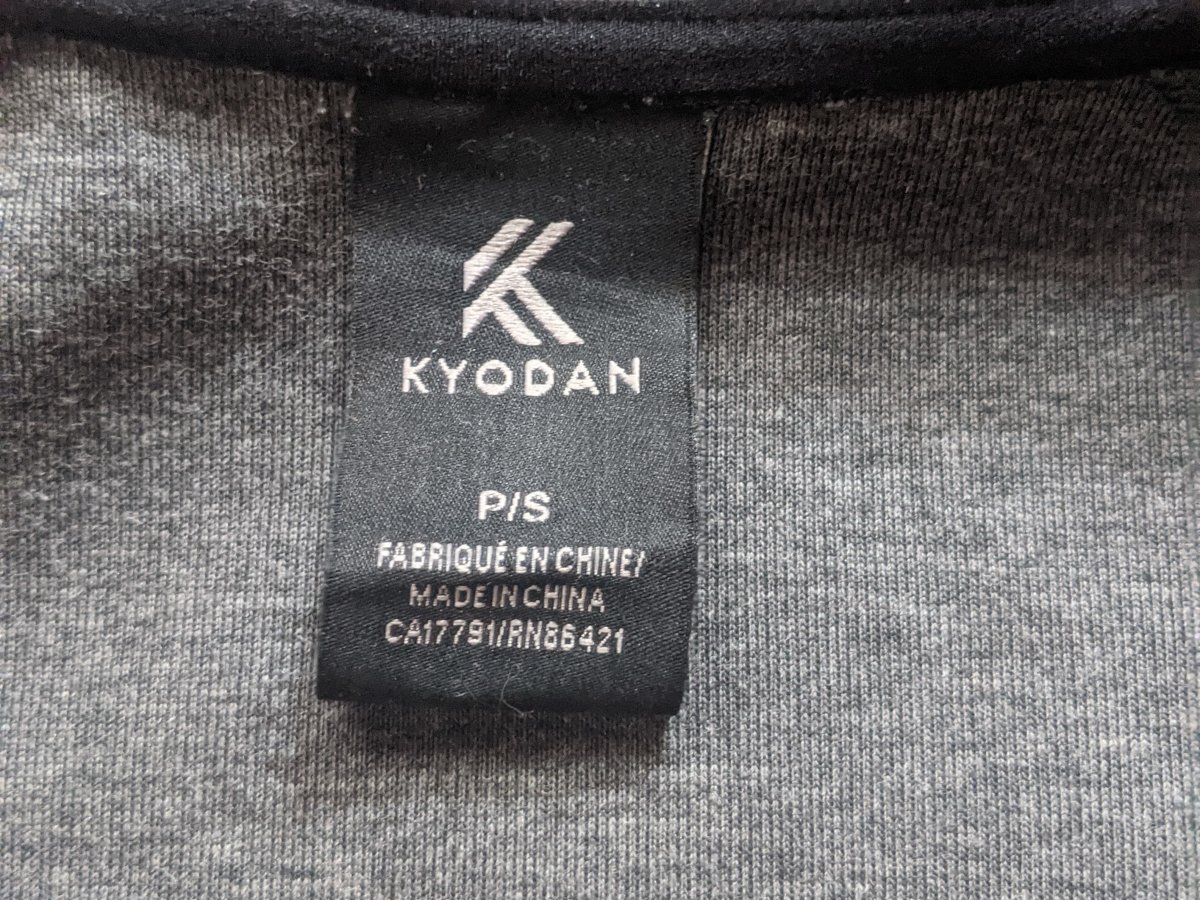 KYODAN
P/S
FABRIQUÉ EN CHINE/
MADE IN CHINA
CA17791/RN86421